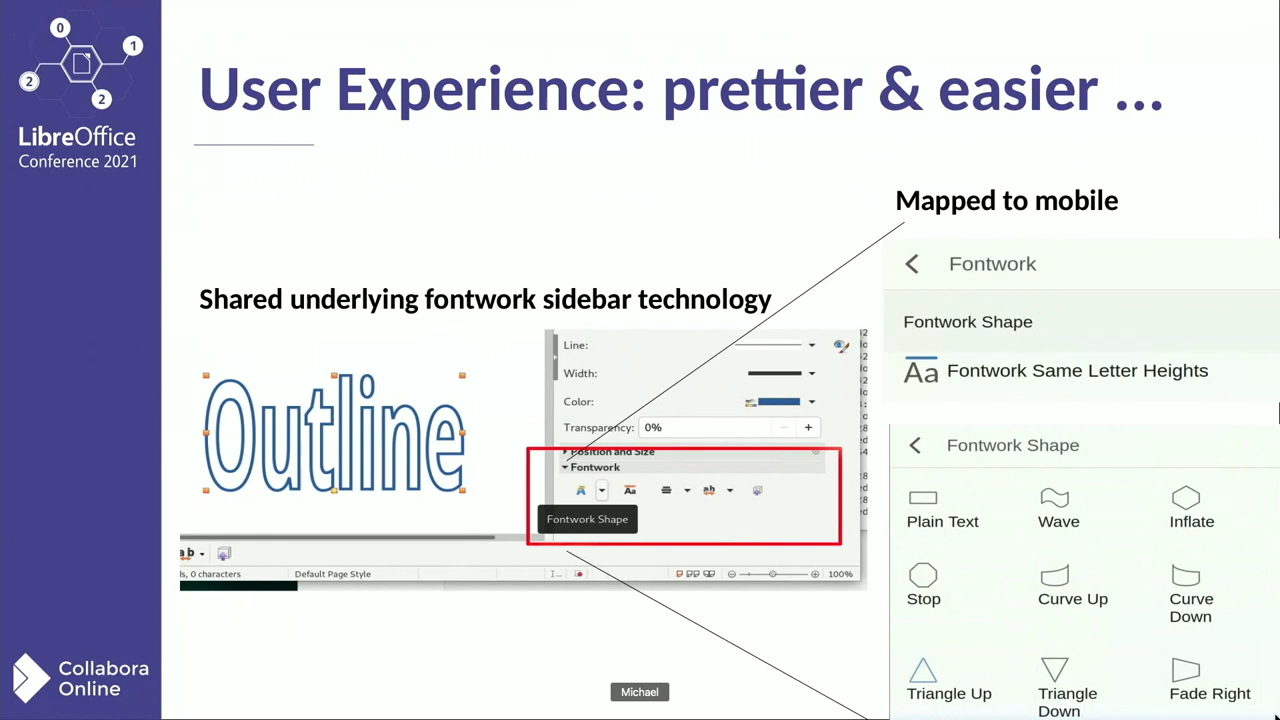 0
1
2
2
LibreOffice
Conference 2021
User Experience: prettier & easier ...
Mapped to mobile
Shared underlying fontwork sidebar technology
Outline
Line:
Width:
Color:
Transparency: 0%
Position and Size
Fontwork
Fontwork Shape
ab
s, 0 characters
Default Page Style
100%
Fontwork
Fontwork Shape
Aa Fontwork Same Letter Heights
Fontwork Shape
Plain Text
Wave
Inflate
Stop
Curve Up
Curve
Down
Triangle Up
Triangle
Down
Fade Right
Collabora
Online
Michael